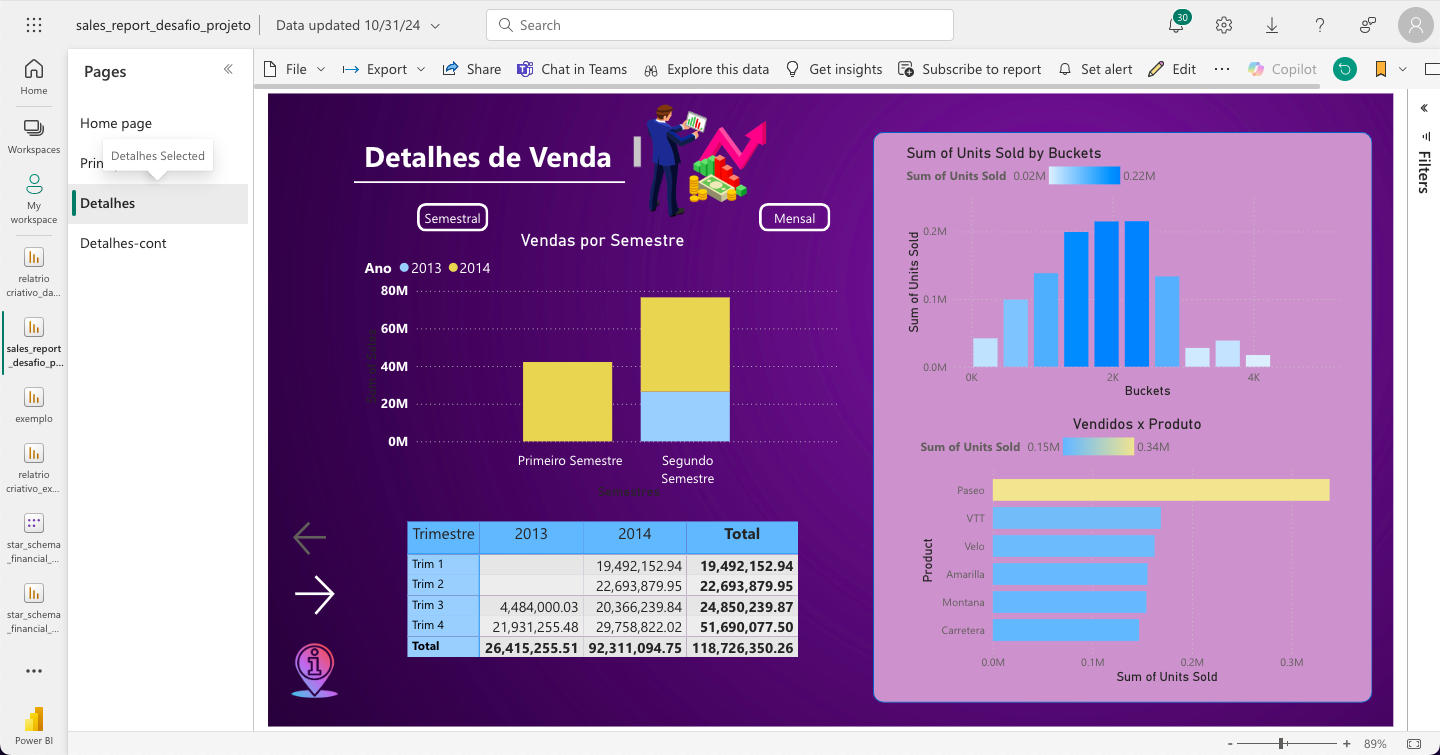 sales_report_desafio_projeto
Data updated 10/31/24
Search
30
Home
Workspaces
My
workspace
relatrio
criativo_da...
sales_report
_desafio_p...
exemplo
relatrio
criativo_ex...
star_schema
_financial_...
star_schema
_financial_...
Power BI
Pages
Home page
Detalhes Selected
Detalhes
Detalhes-cont
File
Export
Share
Chat in Teams
Explore this data
Get insights
Subscribe to report
Set alert
Edit
Copilot
Detalhes de Venda
Semestral
Mensal
Vendas por Semestre
Ano 2013 2014
Sum of Sales
80M
60M
40M
20M
0M
Primeiro Semestre
Segundo
Semestre
Trimestre 2013 2014 Total
Trim 1 19,492,152.94 19,492,152.94
Trim 2 22,693,879.95 22,693,879.95
Trim 3 4,484,000.03 20,366,239.84 24,850,239.87
Trim 4 21,931,255.48 29,758,822.02 51,690,077.50
Total 26,415,255.51 92,311,094.75 118,726,350.26
Sum of Units Sold by Buckets
Sum of Units Sold 0.02M 0.22M
Sum of Units Sold
0.2M
0.1M
0.0M
0K 2K 4K
Buckets
Vendidos x Produto
Sum of Units Sold 0.15M 0.34M
Product
Paseo
VTT
Velo
Amarilla
Montana
Carretera
0.0M 0.1M 0.2M 0.3M
Sum of Units Sold
Filters
89%